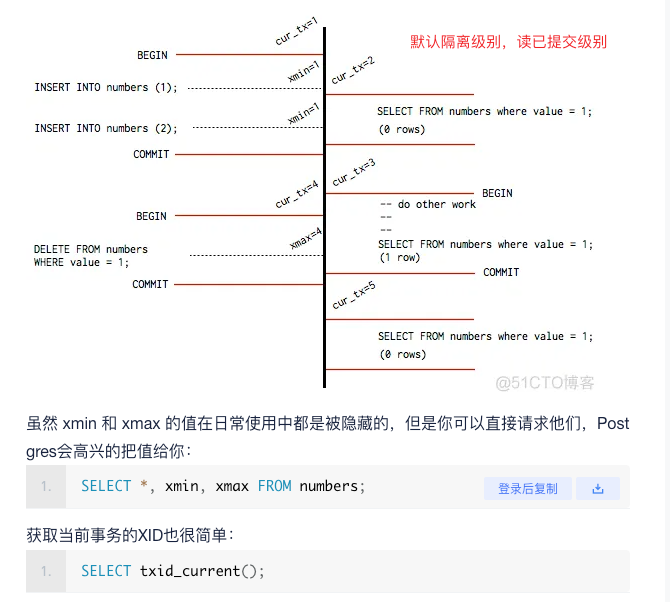 cur_tx=1
默认隔离级别，读已提交级别
BEGIN
xmin=1
cur_tx=2
INSERT INTO numbers (1);
SELECT FROM numbers where value = 1;
xmin=1
(0 rows)
INSERT INTO numbers (2);
COMMIT
cur_tx=3
cur_tx=4
BEGIN
-- do other work
BEGIN
--
--
xmax=4
SELECT FROM numbers where value = 1;
DELETE FROM numbers
(1 row)
WHERE value = 1;
COMMIT
COMMIT
cur_tx=5
SELECT FROM numbers where value = 1;
(0 rows)
@51CTO博客
虽然 xmin 和 xmax 的值在日常使用中都是被隐藏的，但是你可以直接请求他们，Post
gres会高兴的把值给你：
1. SELECT *, xmin, xmax FROM numbers;
登录后复制
获取当前事务的XID也很简单：
1. SELECT txid_current();